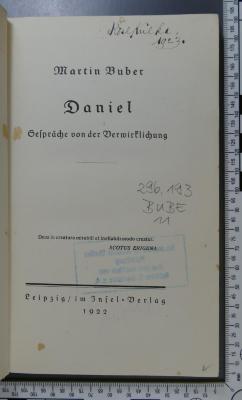 1923.
Martin Buber
Daniel
Gespräche von der Verwirklichung
296.193
BUBE
11
Deus in creatura mirabili et ineffabili modo creatur.
SCOTUS ERIGENA
Leipzig / im Insel-Verlag
1922